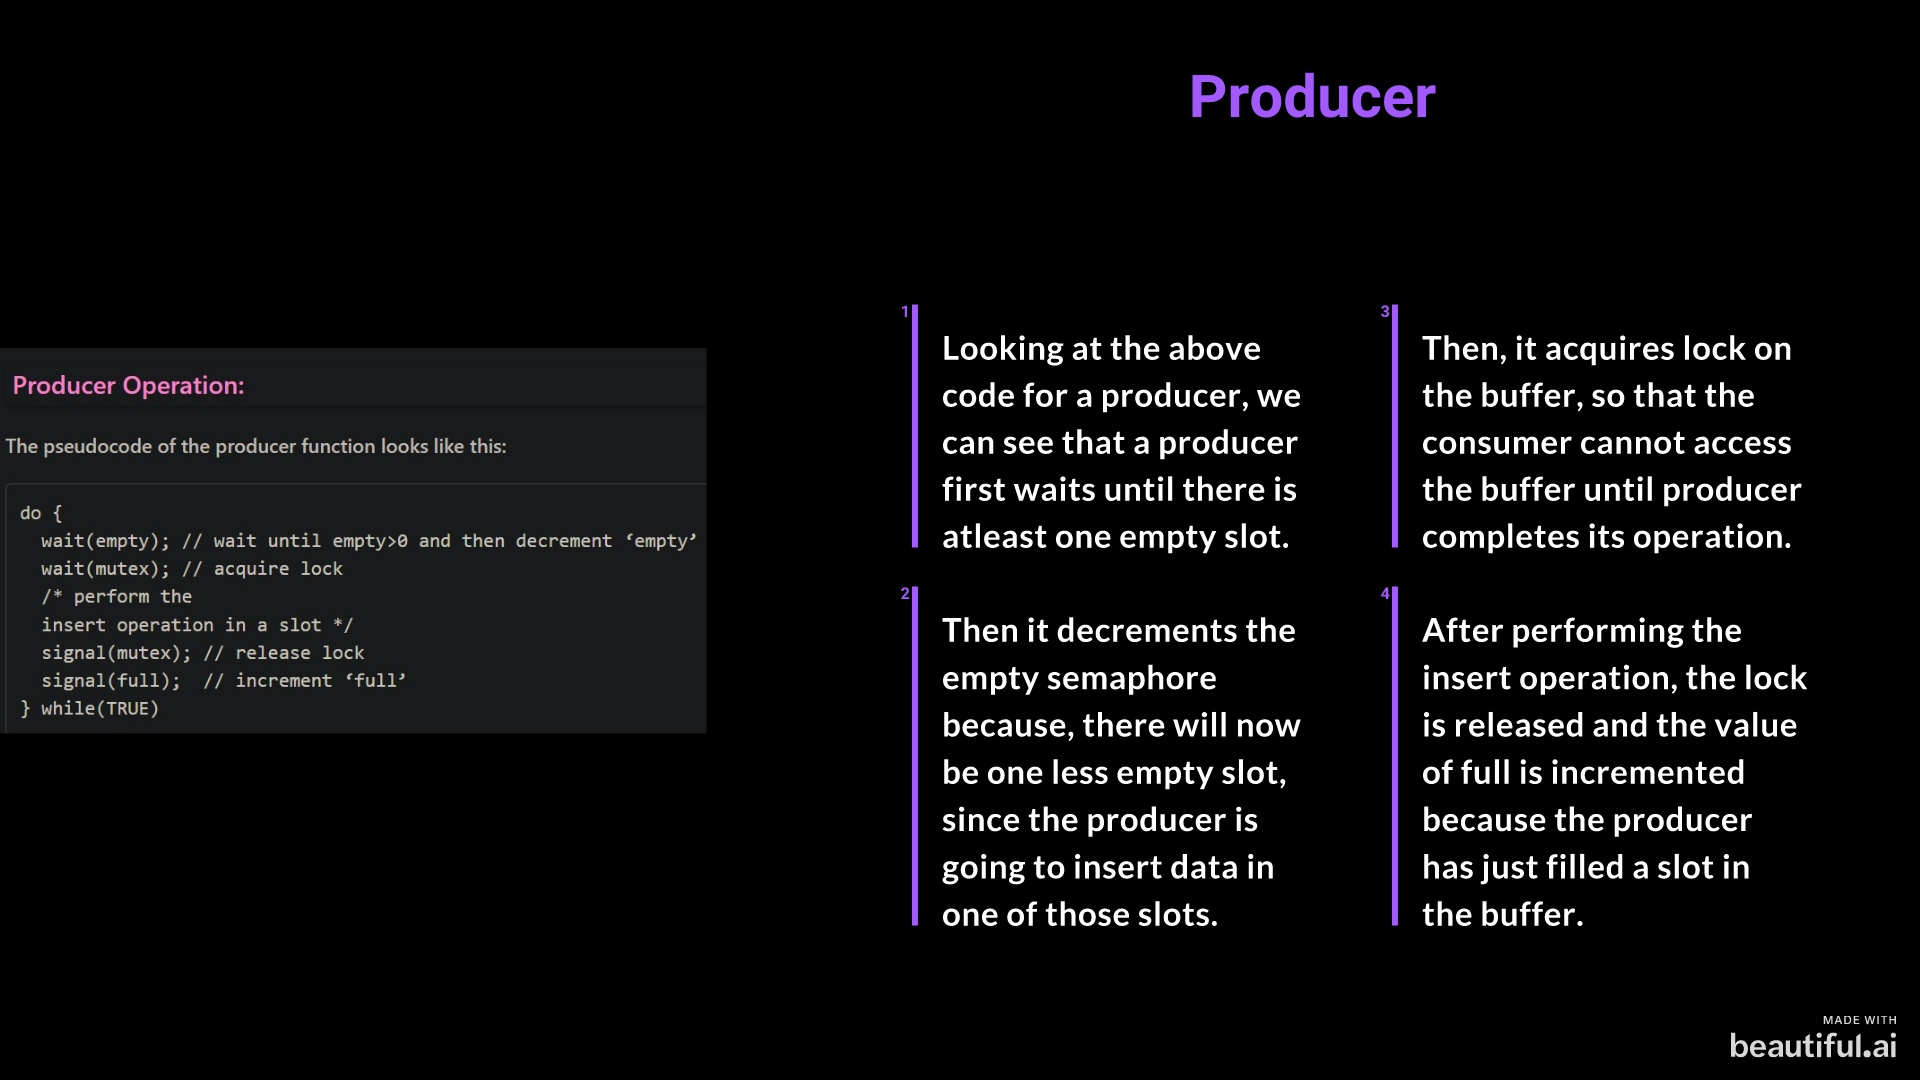 Producer
Producer Operation:
The pseudocode of the producer function looks like this:
do {
wait(empty); // wait until empty>0 and then decrement ‘empty’
wait(mutex); // acquire lock
/* perform the
insert operation in a slot */
signal(mutex); // release lock
signal(full);  // increment ‘full’
} while(TRUE)
1
Looking at the above
code for a producer, we
can see that a producer
first waits until there is
atleast one empty slot.
2
Then it decrements the
empty semaphore
because, there will now
be one less empty slot,
since the producer is
going to insert data in
one of those slots.
3
Then, it acquires lock on
the buffer, so that the
consumer cannot access
the buffer until producer
completes its operation.
4
After performing the
insert operation, the lock
is released and the value
of full is incremented
because the producer
has just filled a slot in
the buffer.
MADE WITH
beautiful.ai